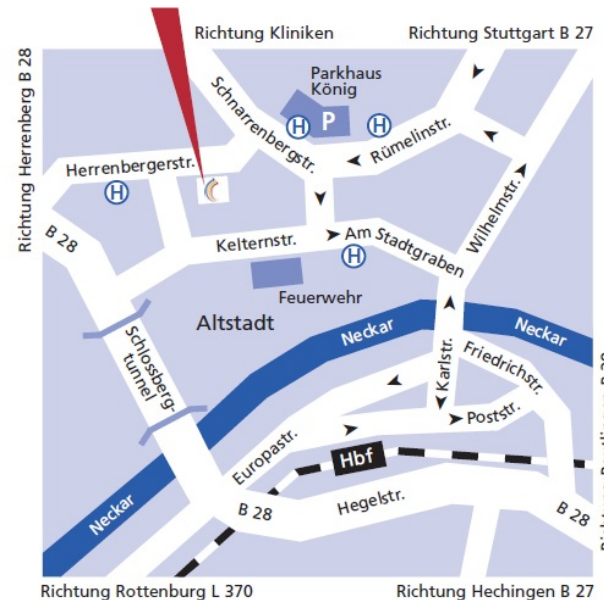 Richtung Kliniken
Richtung Stuttgart B 27
Richtung Herrenberg B 28
Parkhaus
König
P
H
H
Schnarrenbergstr.
Rümelinstr.
Herrenbergerstr.
H
Wilhelmstr.
B 28
Kelternstr.
Am Stadtgraben
H
Feuerwehr
Altstadt
Schlossberg-
tunnel
Neckar
Neckar
Karlstr.
Friedrichstr.
Poststr.
Europastr.
Hbf
Neckar
B 28
Hegelstr.
B 28
Richtung Rottenburg L 370
Richtung Hechingen B 27